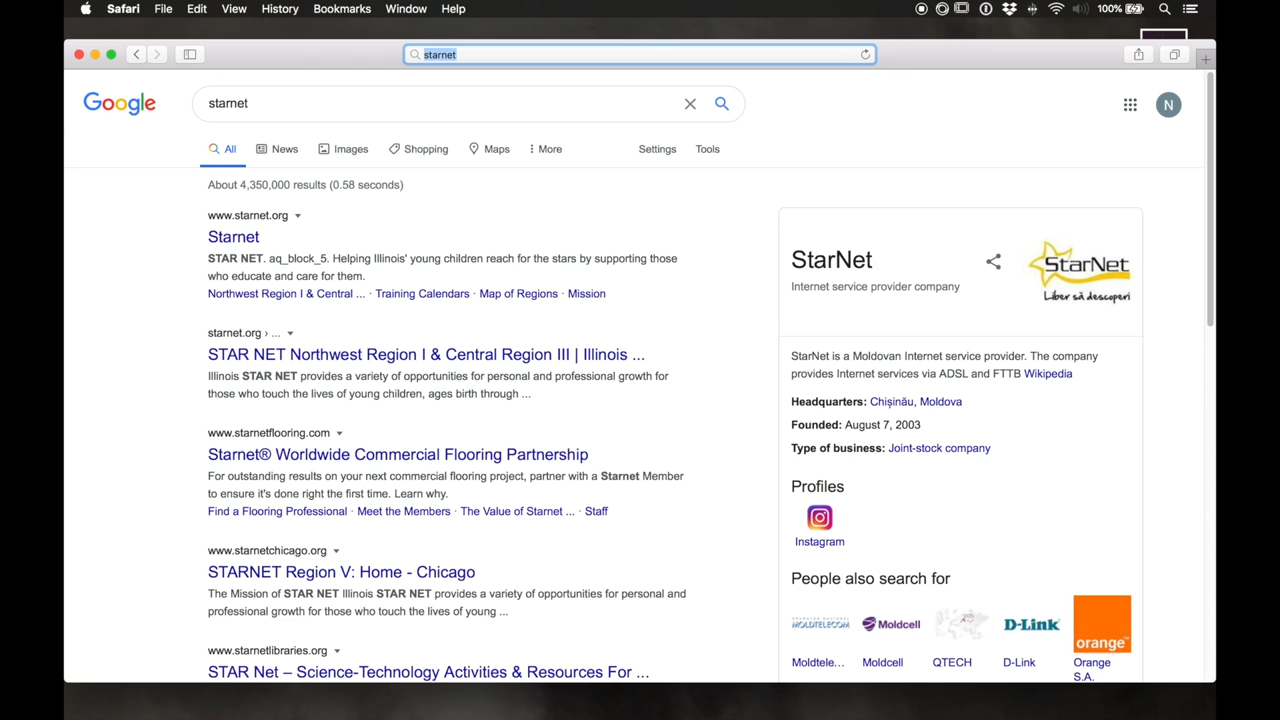 Safari File Edit View History Bookmarks Window Help 100%
starnet
Google
starnet
N
All News Images Shopping Maps More Settings Tools
About 4,350,000 results (0.58 seconds)
www.starnet.org
Starnet
STAR NET. aq_block_5. Helping Illinois' young children reach for the stars by supporting those
who educate and care for them.
Northwest Region I & Central ... · Training Calendars · Map of Regions · Mission
starnet.org › ...
STAR NET Northwest Region I & Central Region III | Illinois ...
Illinois STAR NET provides a variety of opportunities for personal and professional growth for
those who touch the lives of young children, ages birth through ...
www.starnetflooring.com
Starnet® Worldwide Commercial Flooring Partnership
For outstanding results on your next commercial flooring project, partner with a Starnet Member
to ensure it's done right the first time. Learn why.
Find a Flooring Professional · Meet the Members · The Value of Starnet ... · Staff
www.starnetchicago.org
STARNET Region V: Home - Chicago
The Mission of STAR NET Illinois STAR NET provides a variety of opportunities for personal and
professional growth for those who touch the lives of young ...
www.starnetlibraries.org
STAR Net – Science-Technology Activities & Resources For ...
StarNet
Internet service provider company
StarNet
Liber să descoperi
StarNet is a Moldovan Internet service provider. The company
provides Internet services via ADSL and FTTB Wikipedia
Headquarters: Chișinău, Moldova
Founded: August 7, 2003
Type of business: Joint-stock company
Profiles
Instagram
People also search for
MOLDTELECOM Moldcell D-Link orange™
Moldtele... Moldcell QTECH D-Link Orange
S.A.